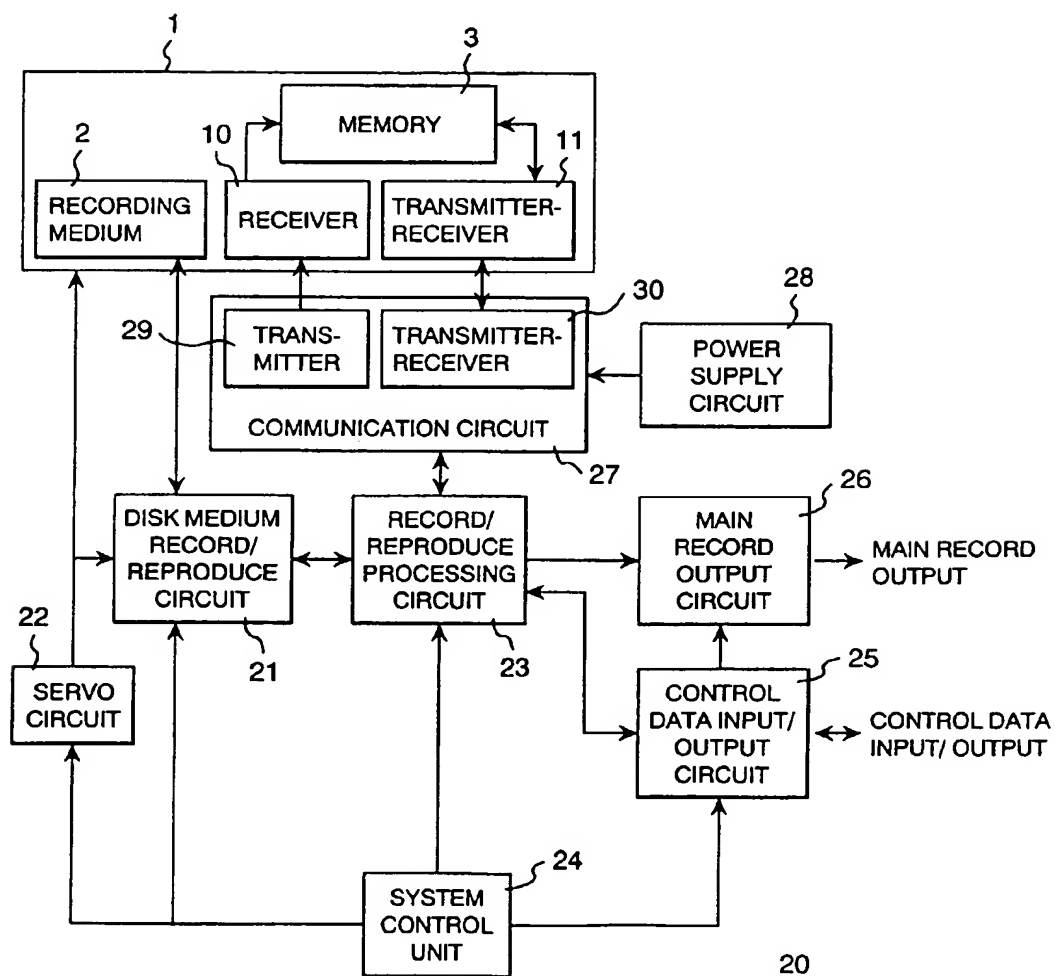 1
3
MEMORY
2
10
11
RECORDING
MEDIUM
RECEIVER
TRANSMITTER-
RECEIVER
30
28
29
TRANS-
MITTER
TRANSMITTER-
RECEIVER
POWER
SUPPLY
CIRCUIT
COMMUNICATION CIRCUIT
27
26
DISK MEDIUM
RECORD/
REPRODUCE
CIRCUIT
RECORD/
REPRODUCE
PROCESSING
CIRCUIT
MAIN
RECORD
OUTPUT
CIRCUIT
MAIN RECORD
OUTPUT
22
21
23
25
SERVO
CIRCUIT
CONTROL
DATA INPUT/
OUTPUT
CIRCUIT
CONTROL DATA
INPUT/ OUTPUT
24
SYSTEM
CONTROL
UNIT
20